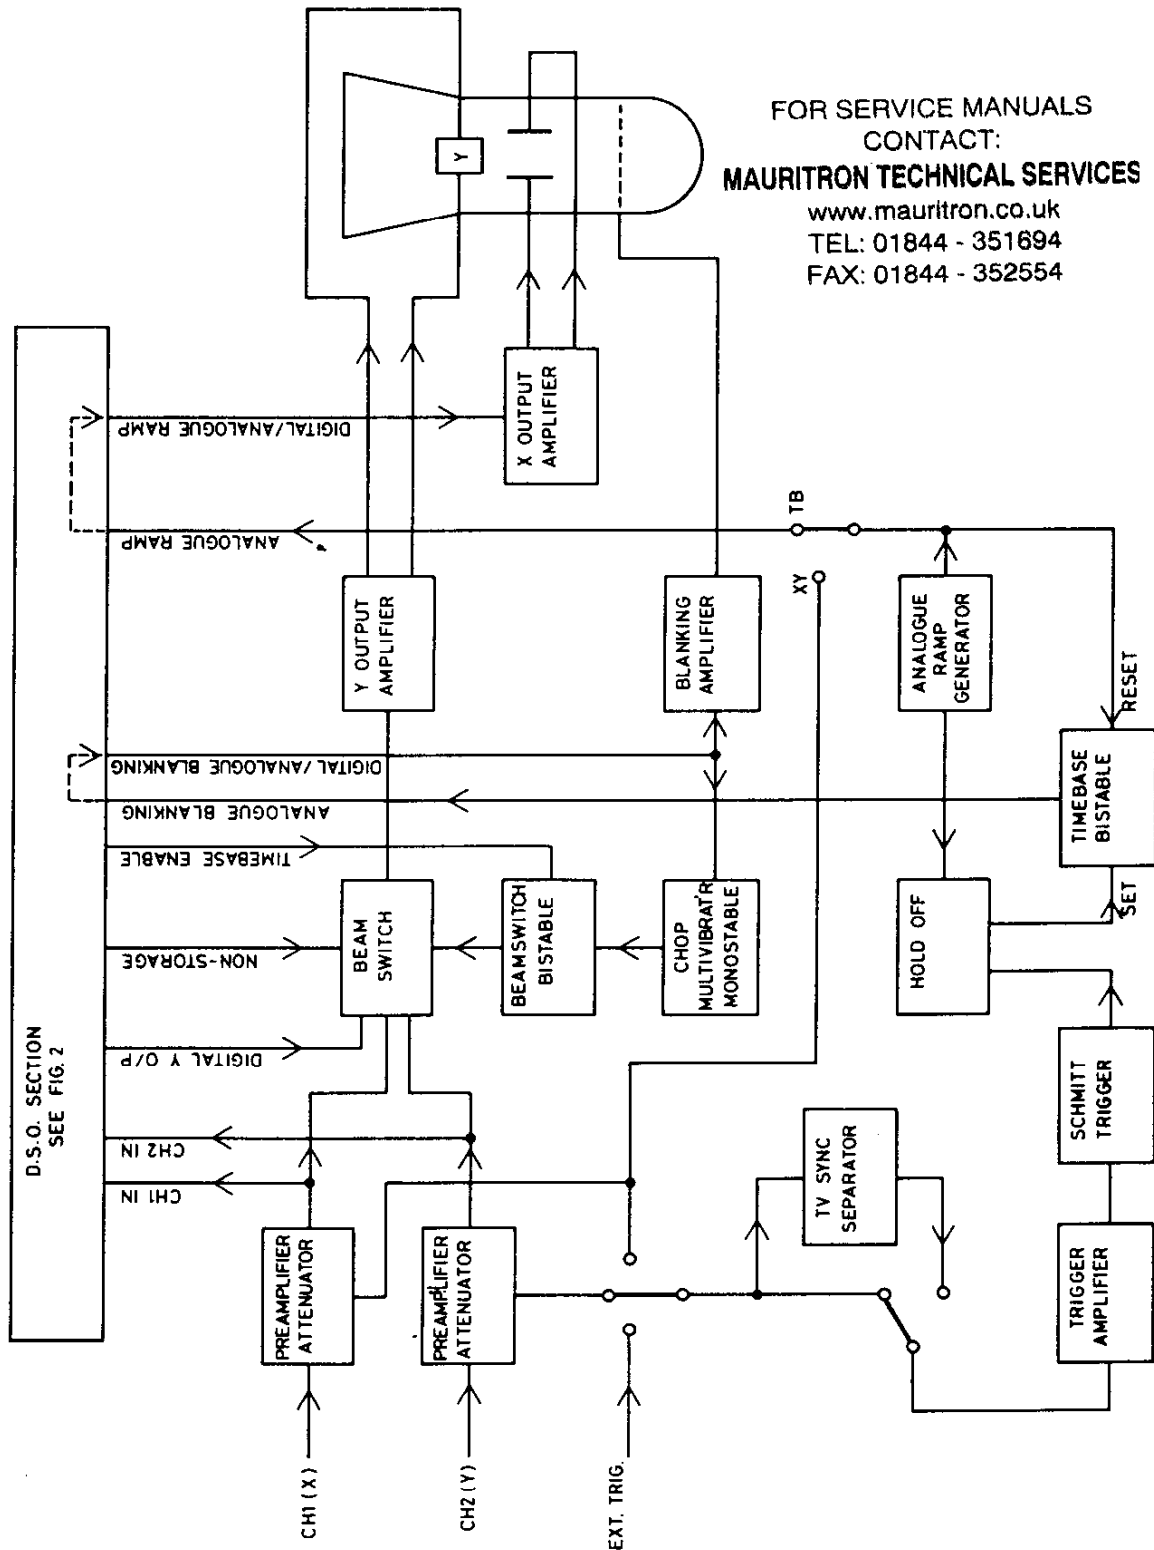 FOR SERVICE MANUALS
CONTACT:
MAURITRON TECHNICAL SERVICES
www.mauritron.co.uk
TEL: 01844 - 351694
FAX: 01844 - 352554
D.S.O. SECTION
SEE FIG. 2
CH1 IN
CH2 IN
DIGITAL Y O/P
NON-STORAGE
TIMEBASE ENABLE
ANALOGUE BLANKING
DIGITAL/ANALOGUE BLANKING
ANALOGUE RAMP
DIGITAL/ANALOGUE RAMP
CH1 (X)
PREAMPLIFIER
ATTENUATOR
CH2 (Y)
PREAMPLIFIER
ATTENUATOR
BEAM
SWITCH
Y OUTPUT
AMPLIFIER
Y
X OUTPUT
AMPLIFIER
BEAMSWITCH
BISTABLE
CHOP
MULTIVIBRAT'R
MONOSTABLE
BLANKING
AMPLIFIER
EXT. TRIG.
XY
TB
TV SYNC
SEPARATOR
HOLD OFF
ANALOGUE
RAMP
GENERATOR
TRIGGER
AMPLIFIER
SCHMITT
TRIGGER
SET
TIMEBASE
BISTABLE
RESET